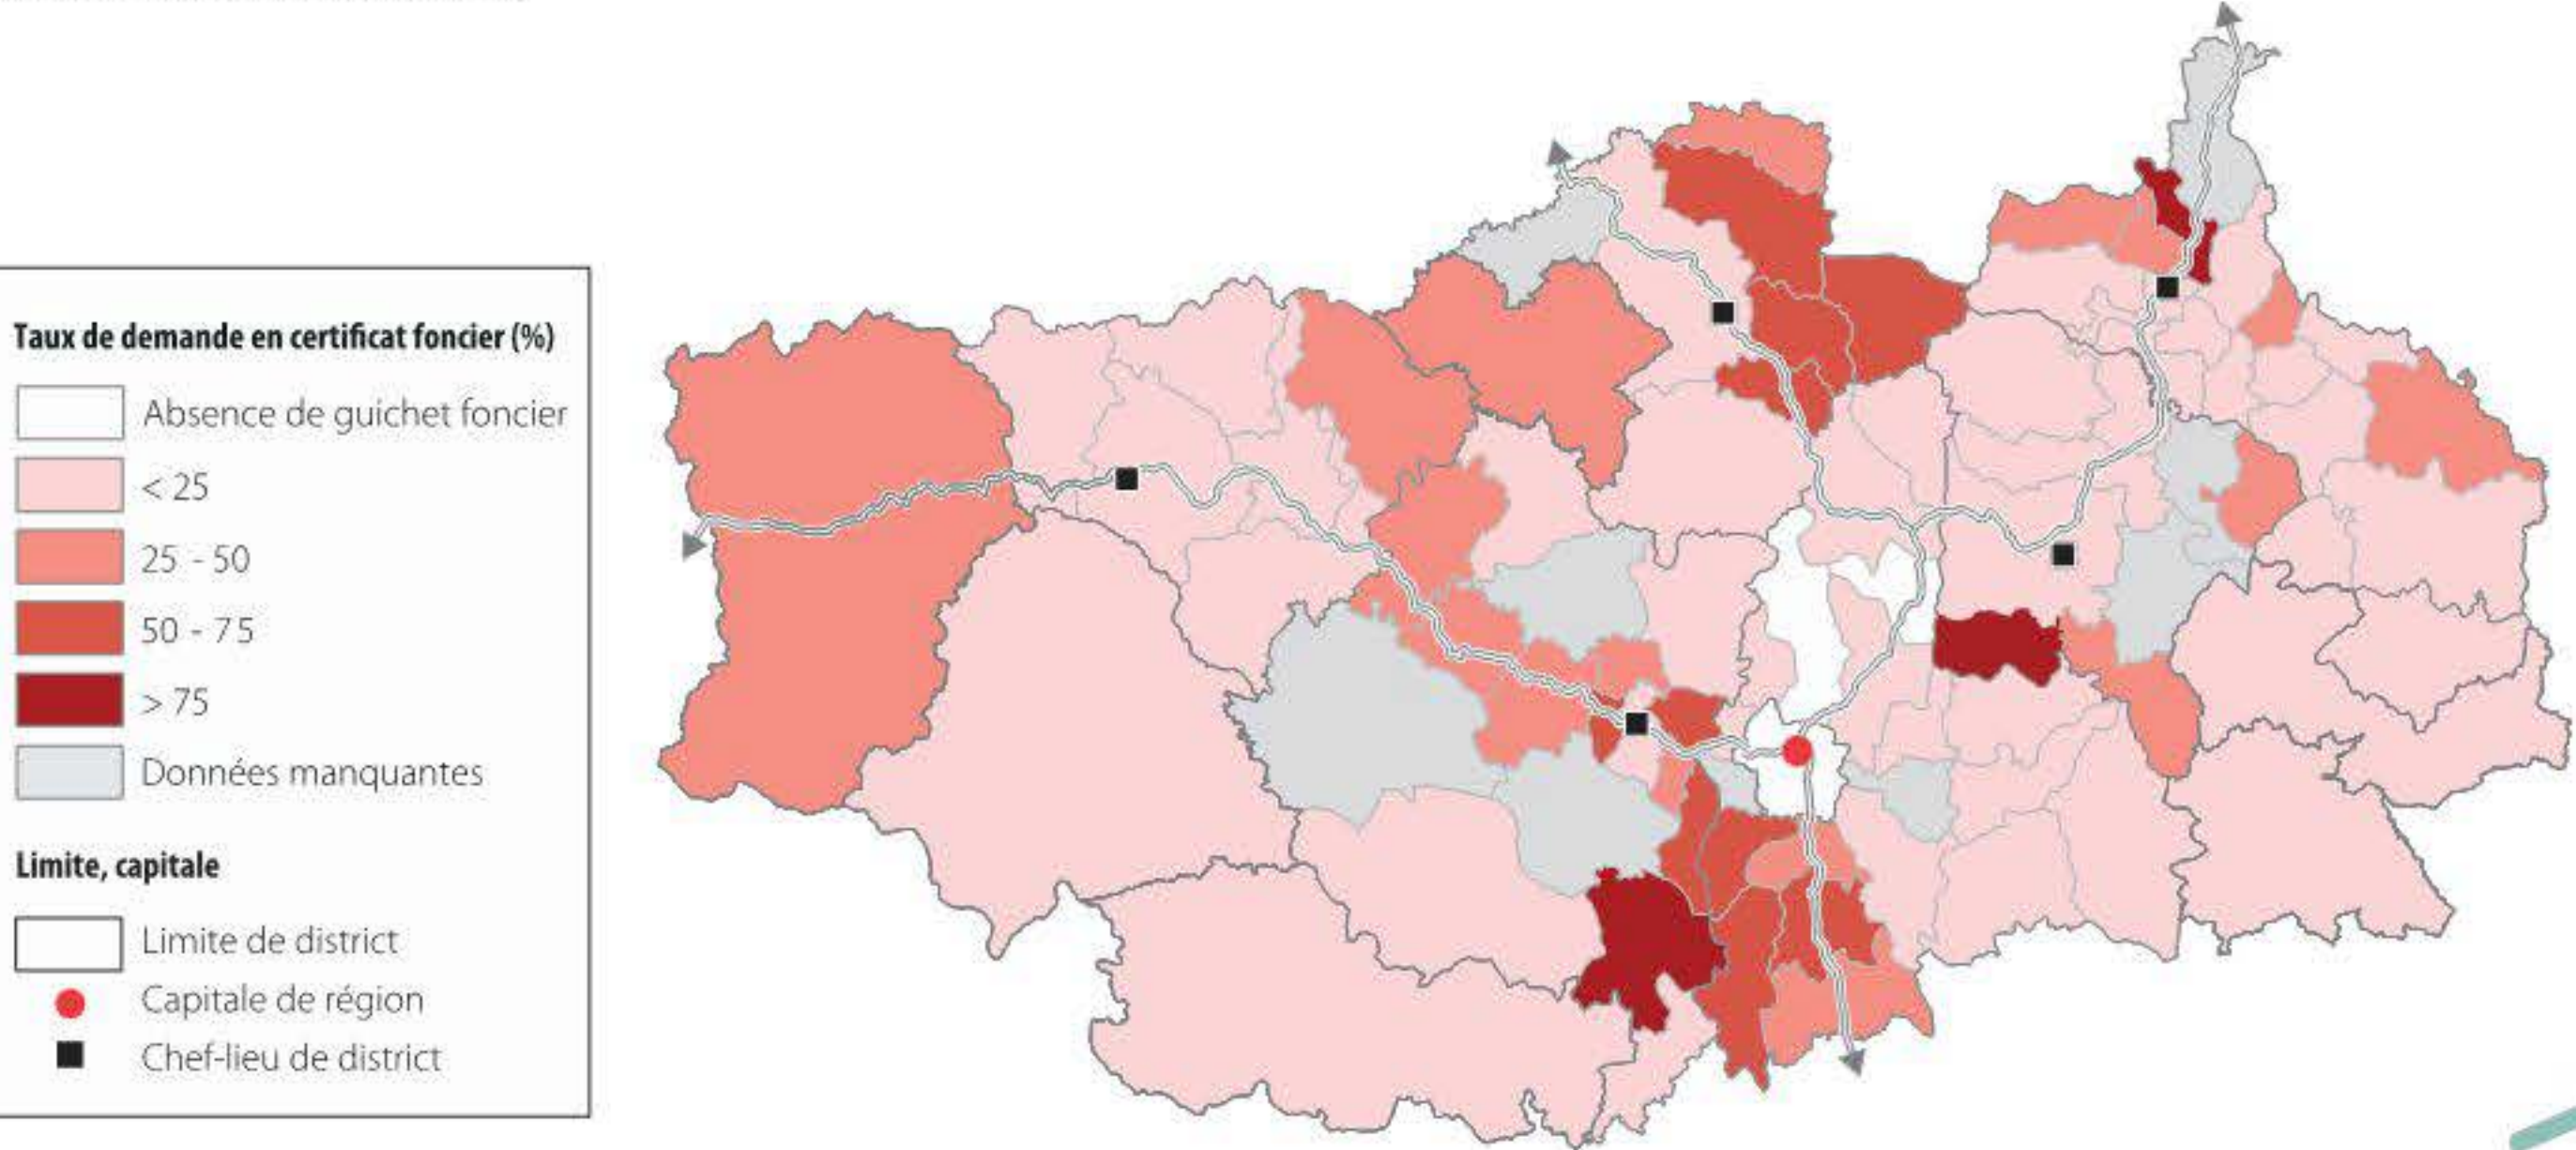 Taux de demande en certificat foncier (%)
Absence de guichet foncier
< 25
25 - 50
50 - 75
> 75
Données manquantes
Limite, capitale
Limite de district
Capitale de région
Chef-lieu de district